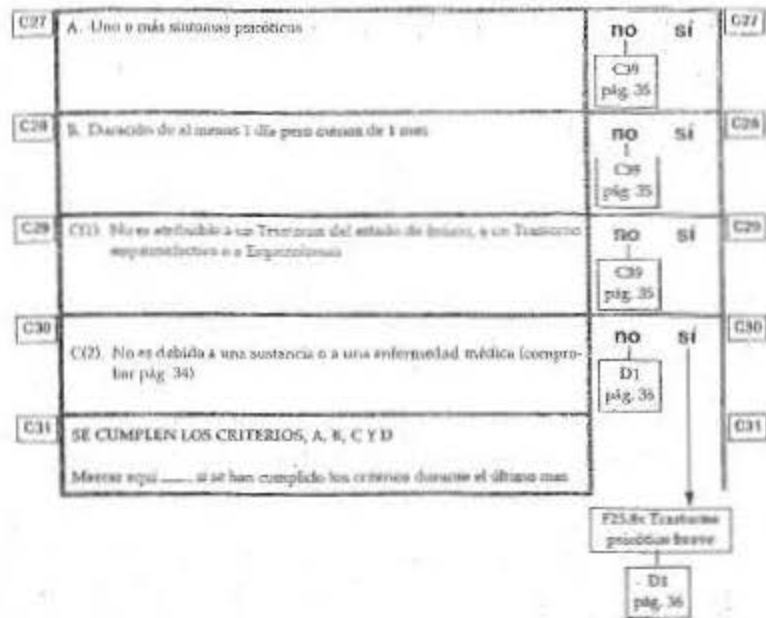 C27 A. Uno o más síntomas psicóticos no sí C27
C39
pág. 35
C28 B. Duración de al menos 1 día pero menos de 1 mes no sí C28
C39
pág. 35
C29 C(1). No es atribuible a un Trastorno del estado de ánimo, a un Trastorno no sí C29
esquizoafectivo o a Esquizofrenia
C39
pág. 35
C30 no sí C30
C(2). No es debida a una sustancia o a una enfermedad médica (compro-
bar pág. 34)
D1
pág. 36
C31 SE CUMPLEN LOS CRITERIOS, A, B, C Y D C31
Marcar aquí ____ si se han cumplido los criterios durante el último mes
F23.8x Trastorno
psicótico breve
D1
pág. 36